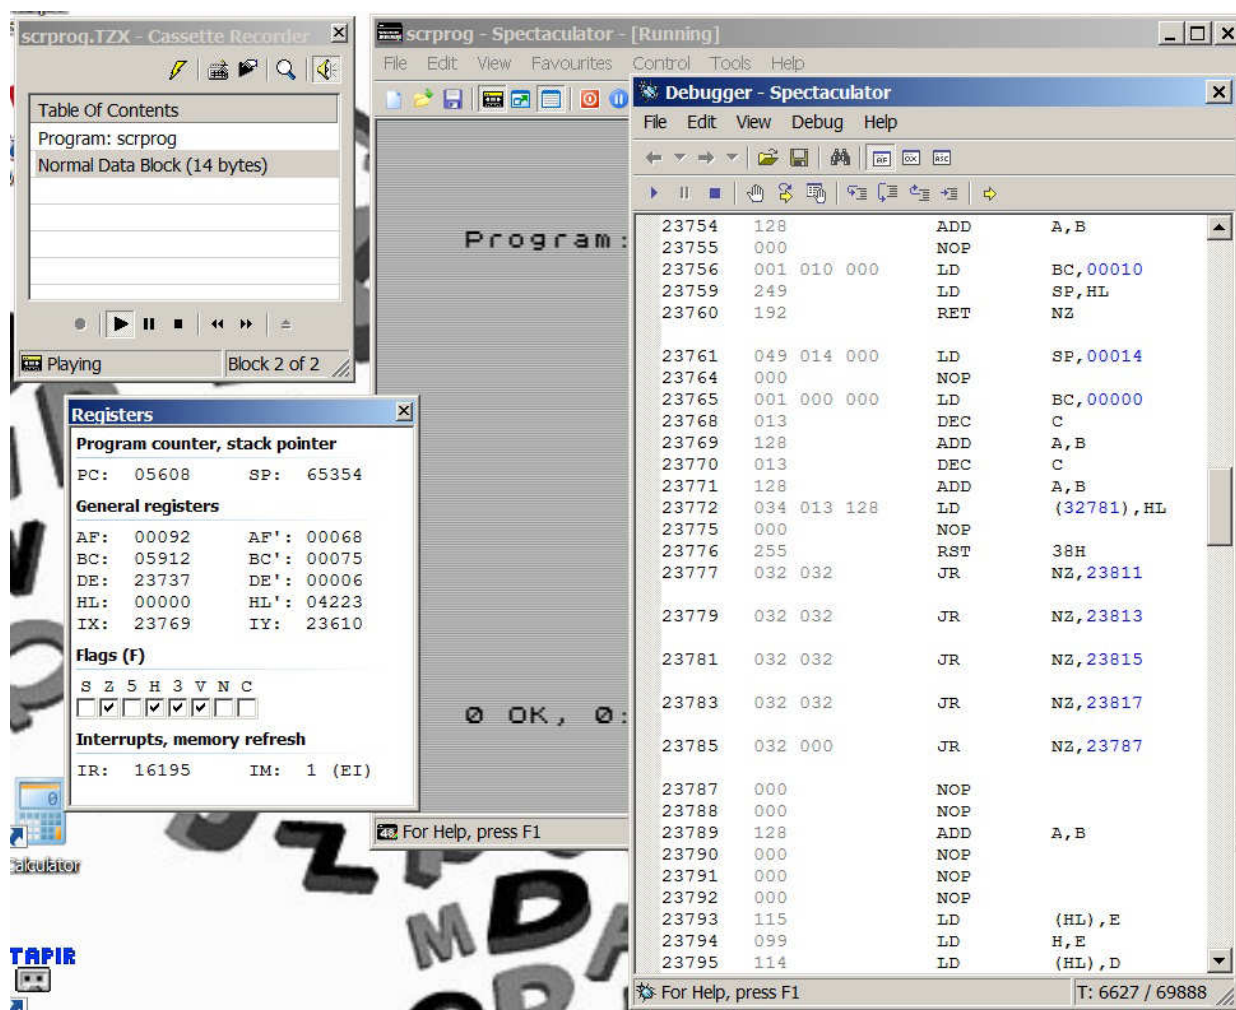 scrprog.TZX - Cassette Recorder
Table Of Contents
Program: scrprog
Normal Data Block (14 bytes)
Playing
Block 2 of 2
scrprog - Spectaculator - [Running]
File Edit View Favourites Control Tools Help
Program:
0 OK, 0:
For Help, press F1
Registers
Program counter, stack pointer
PC: 05608 SP: 65354
General registers
AF: 00092 AF': 00068
BC: 05912 BC': 00075
DE: 23737 DE': 00006
HL: 00000 HL': 04223
IX: 23769 IY: 23610
Flags (F)
S Z 5 H 3 V N C
Interrupts, memory refresh
IR: 16195 IM: 1 (EI)
Debugger - Spectaculator
File Edit View Debug Help
23754 128 ADD A,B
23755 000 NOP
23756 001 010 000 LD BC,00010
23759 249 LD SP,HL
23760 192 RET NZ
23761 049 014 000 LD SP,00014
23764 000 NOP
23765 001 000 000 LD BC,00000
23768 013 DEC C
23769 128 ADD A,B
23770 013 DEC C
23771 128 ADD A,B
23772 034 013 128 LD (32781),HL
23775 000 NOP
23776 255 RST 38H
23777 032 032 JR NZ,23811
23779 032 032 JR NZ,23813
23781 032 032 JR NZ,23815
23783 032 032 JR NZ,23817
23785 032 000 JR NZ,23787
23787 000 NOP
23788 000 NOP
23789 128 ADD A,B
23790 000 NOP
23791 000 NOP
23792 000 NOP
23793 115 LD (HL),E
23794 099 LD H,E
23795 114 LD (HL),D
For Help, press F1
T: 6627 / 69888
Calculator
TAPIR